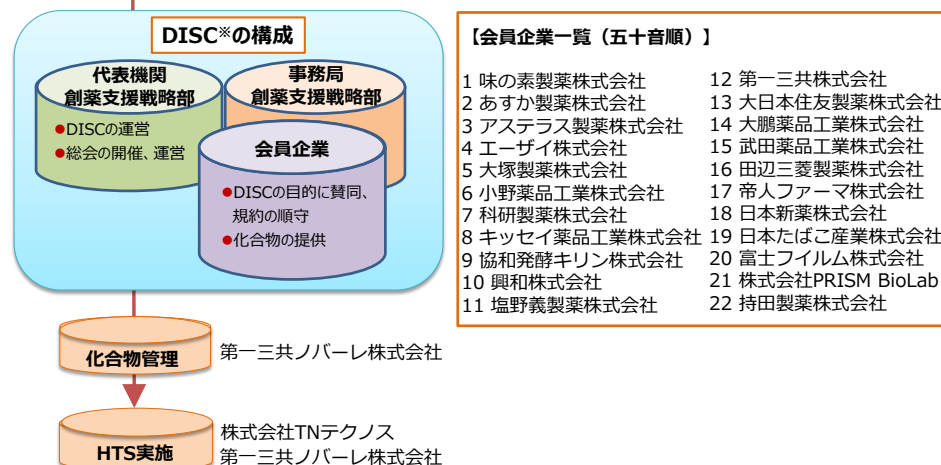 DISC※の構成
代表機関
創薬支援戦略部
●DISCの運営
●総会の開催、運営
事務局
創薬支援戦略部
会員企業
●DISCの目的に賛同、
規約の順守
●化合物の提供
化合物管理
第一三共ノバーレ株式会社
HTS実施
株式会社TNテクノス
第一三共ノバーレ株式会社
【会員企業一覧（五十音順）】
1 味の素製薬株式会社
2 あすか製薬株式会社
3 アステラス製薬株式会社
4 エーザイ株式会社
5 大塚製薬株式会社
6 小野薬品工業株式会社
7 科研製薬株式会社
8 キッセイ薬品工業株式会社
9 協和発酵キリン株式会社
10 興和株式会社
11 塩野義製薬株式会社
12 第一三共株式会社
13 大日本住友製薬株式会社
14 大鵬薬品工業株式会社
15 武田薬品工業株式会社
16 田辺三菱製薬株式会社
17 帝人ファーマ株式会社
18 日本新薬株式会社
19 日本たばこ産業株式会社
20 富士フイルム株式会社
21 株式会社PRISM BioLab
22 持田製薬株式会社